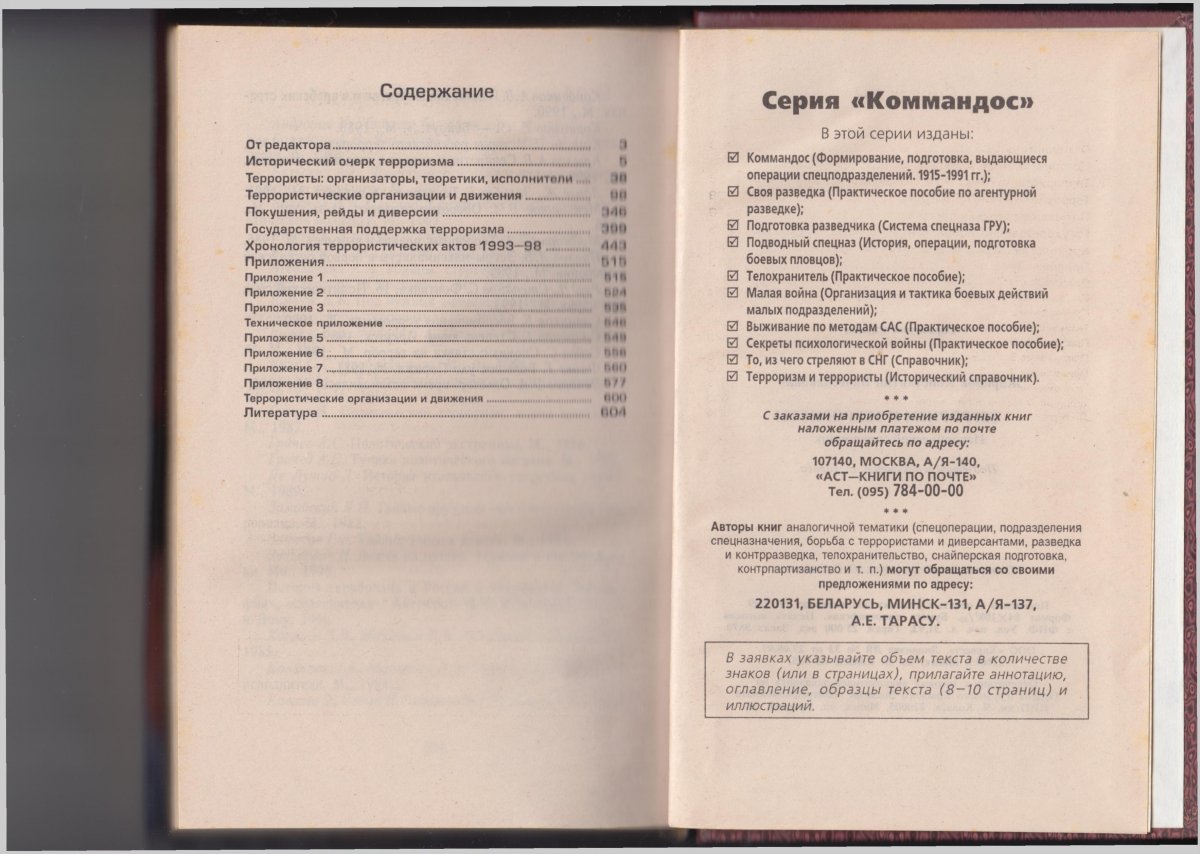 Содержание
От редактора 3
Исторический очерк терроризма 5
Террористы: организаторы, теоретики, исполнители
Террористические организации и движения
Покушения, рейды и диверсии 346
Государственная поддержка терроризма 399
Хронология террористических актов 1993—98 443
Приложения 515
Приложение 1
Приложение 2
Приложение 3
Техническое приложение
Приложение 5
Приложение 6
Приложение 7
Приложение 8 577
Террористические организации и движения 600
Литература 604
Серия «Коммандос»
В этой серии изданы:
☑ Коммандос (Формирование, подготовка, выдающиеся
операции спецподразделений. 1915-1991 гг.);
☑ Своя разведка (Практическое пособие по агентурной
разведке);
☑ Подготовка разведчика (Система спецназа ГРУ);
☑ Подводный спецназ (История, операции, подготовка
боевых пловцов).
☑ Телохранитель (Практическое пособие);
☑ Малая война (Организация и тактика боевых действий
малых подразделений);
☑ Выживание по методам САС (Практическое пособие);
☑ Секреты психологической войны (Практическое пособие);
☑ То, из чего стреляют в СНГ (Справочник);
☑ Терроризм и террористы (Исторический справочник).
* * *
С заказами на приобретение изданных книг
наложенным платежом по почте
обращайтесь по адресу:
107140, МОСКВА, А/Я-140,
«АСТ—КНИГИ ПО ПОЧТЕ»
Тел. (095) 784-00-00
* * *
Авторы книг аналогичной тематики (спецоперации, подразделения
спецназначения, борьба с террористами и диверсантами, разведка
и контрразведка, телохранительство, снайперская подготовка,
контрпартизанство и т. п.) могут обращаться со своими
предложениями по адресу:
220131, БЕЛАРУСЬ, МИНСК-131, А/Я-137,
А.Е. ТАРАСУ.
В заявках указывайте объем текста в количестве
знаков (или в страницах), прилагайте аннотацию,
оглавление, образцы текста (8—10 страниц) и
иллюстраций.